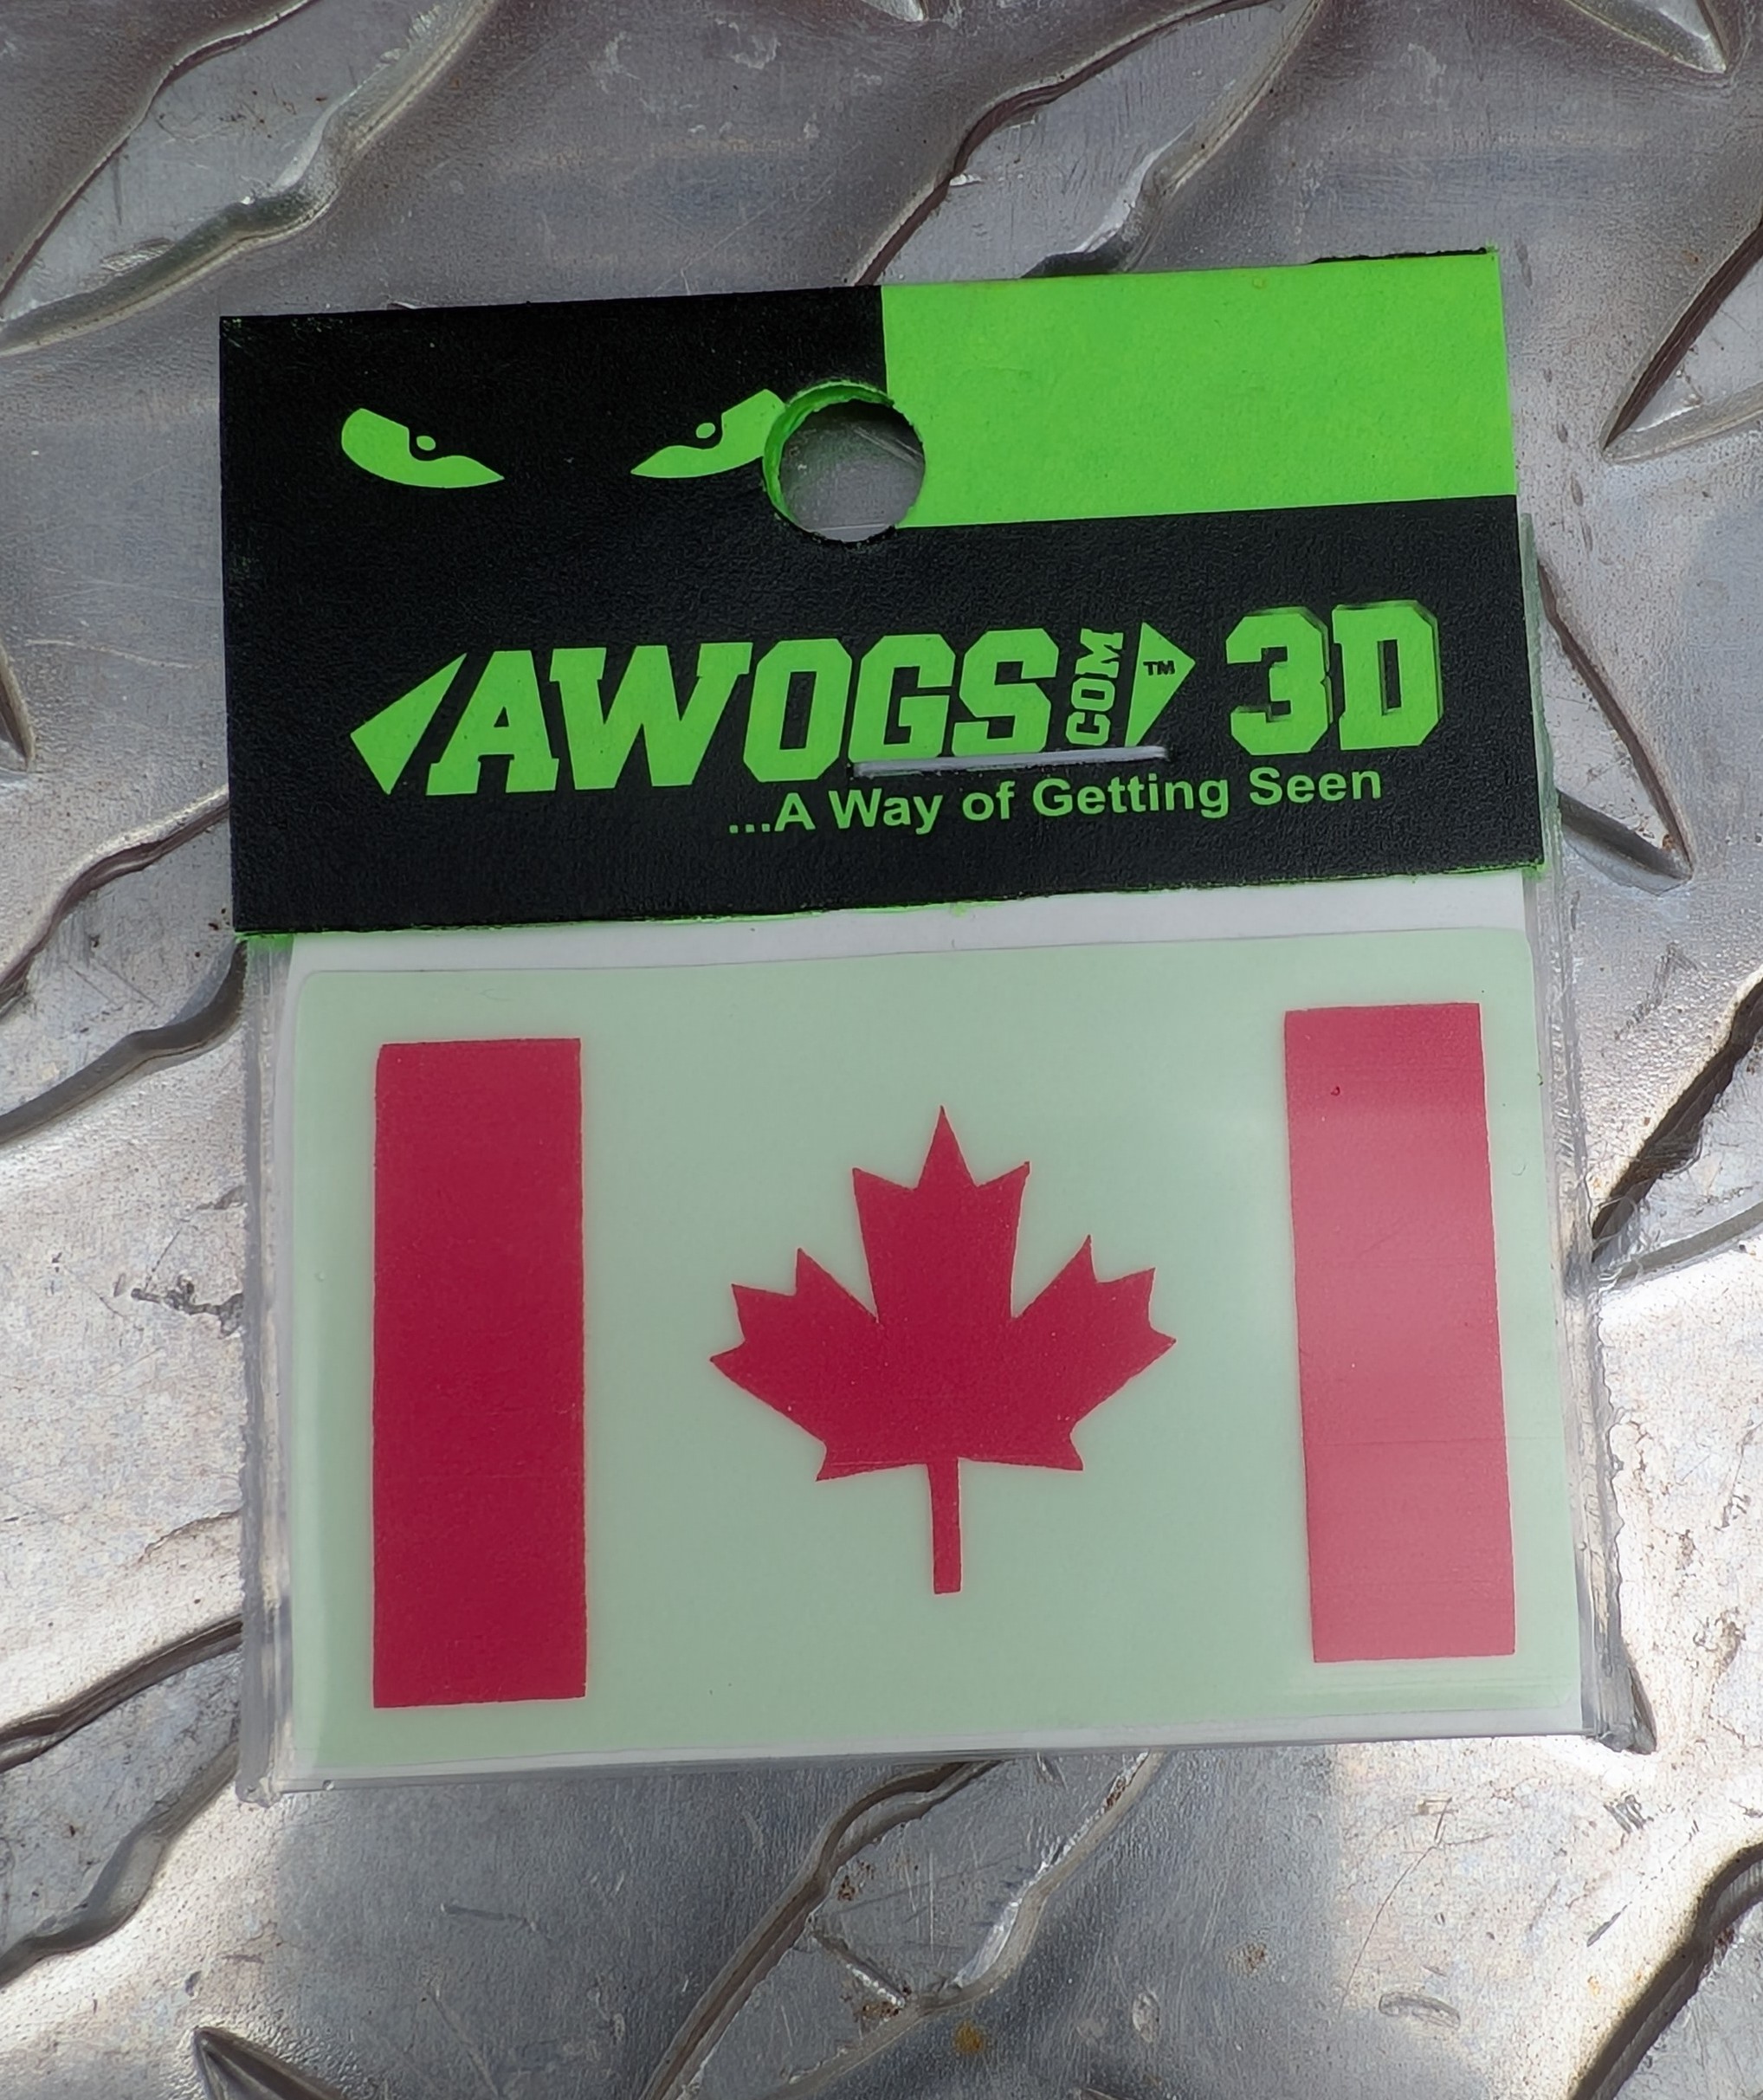 AWOGS.COM™ 3D
...A Way of Getting Seen